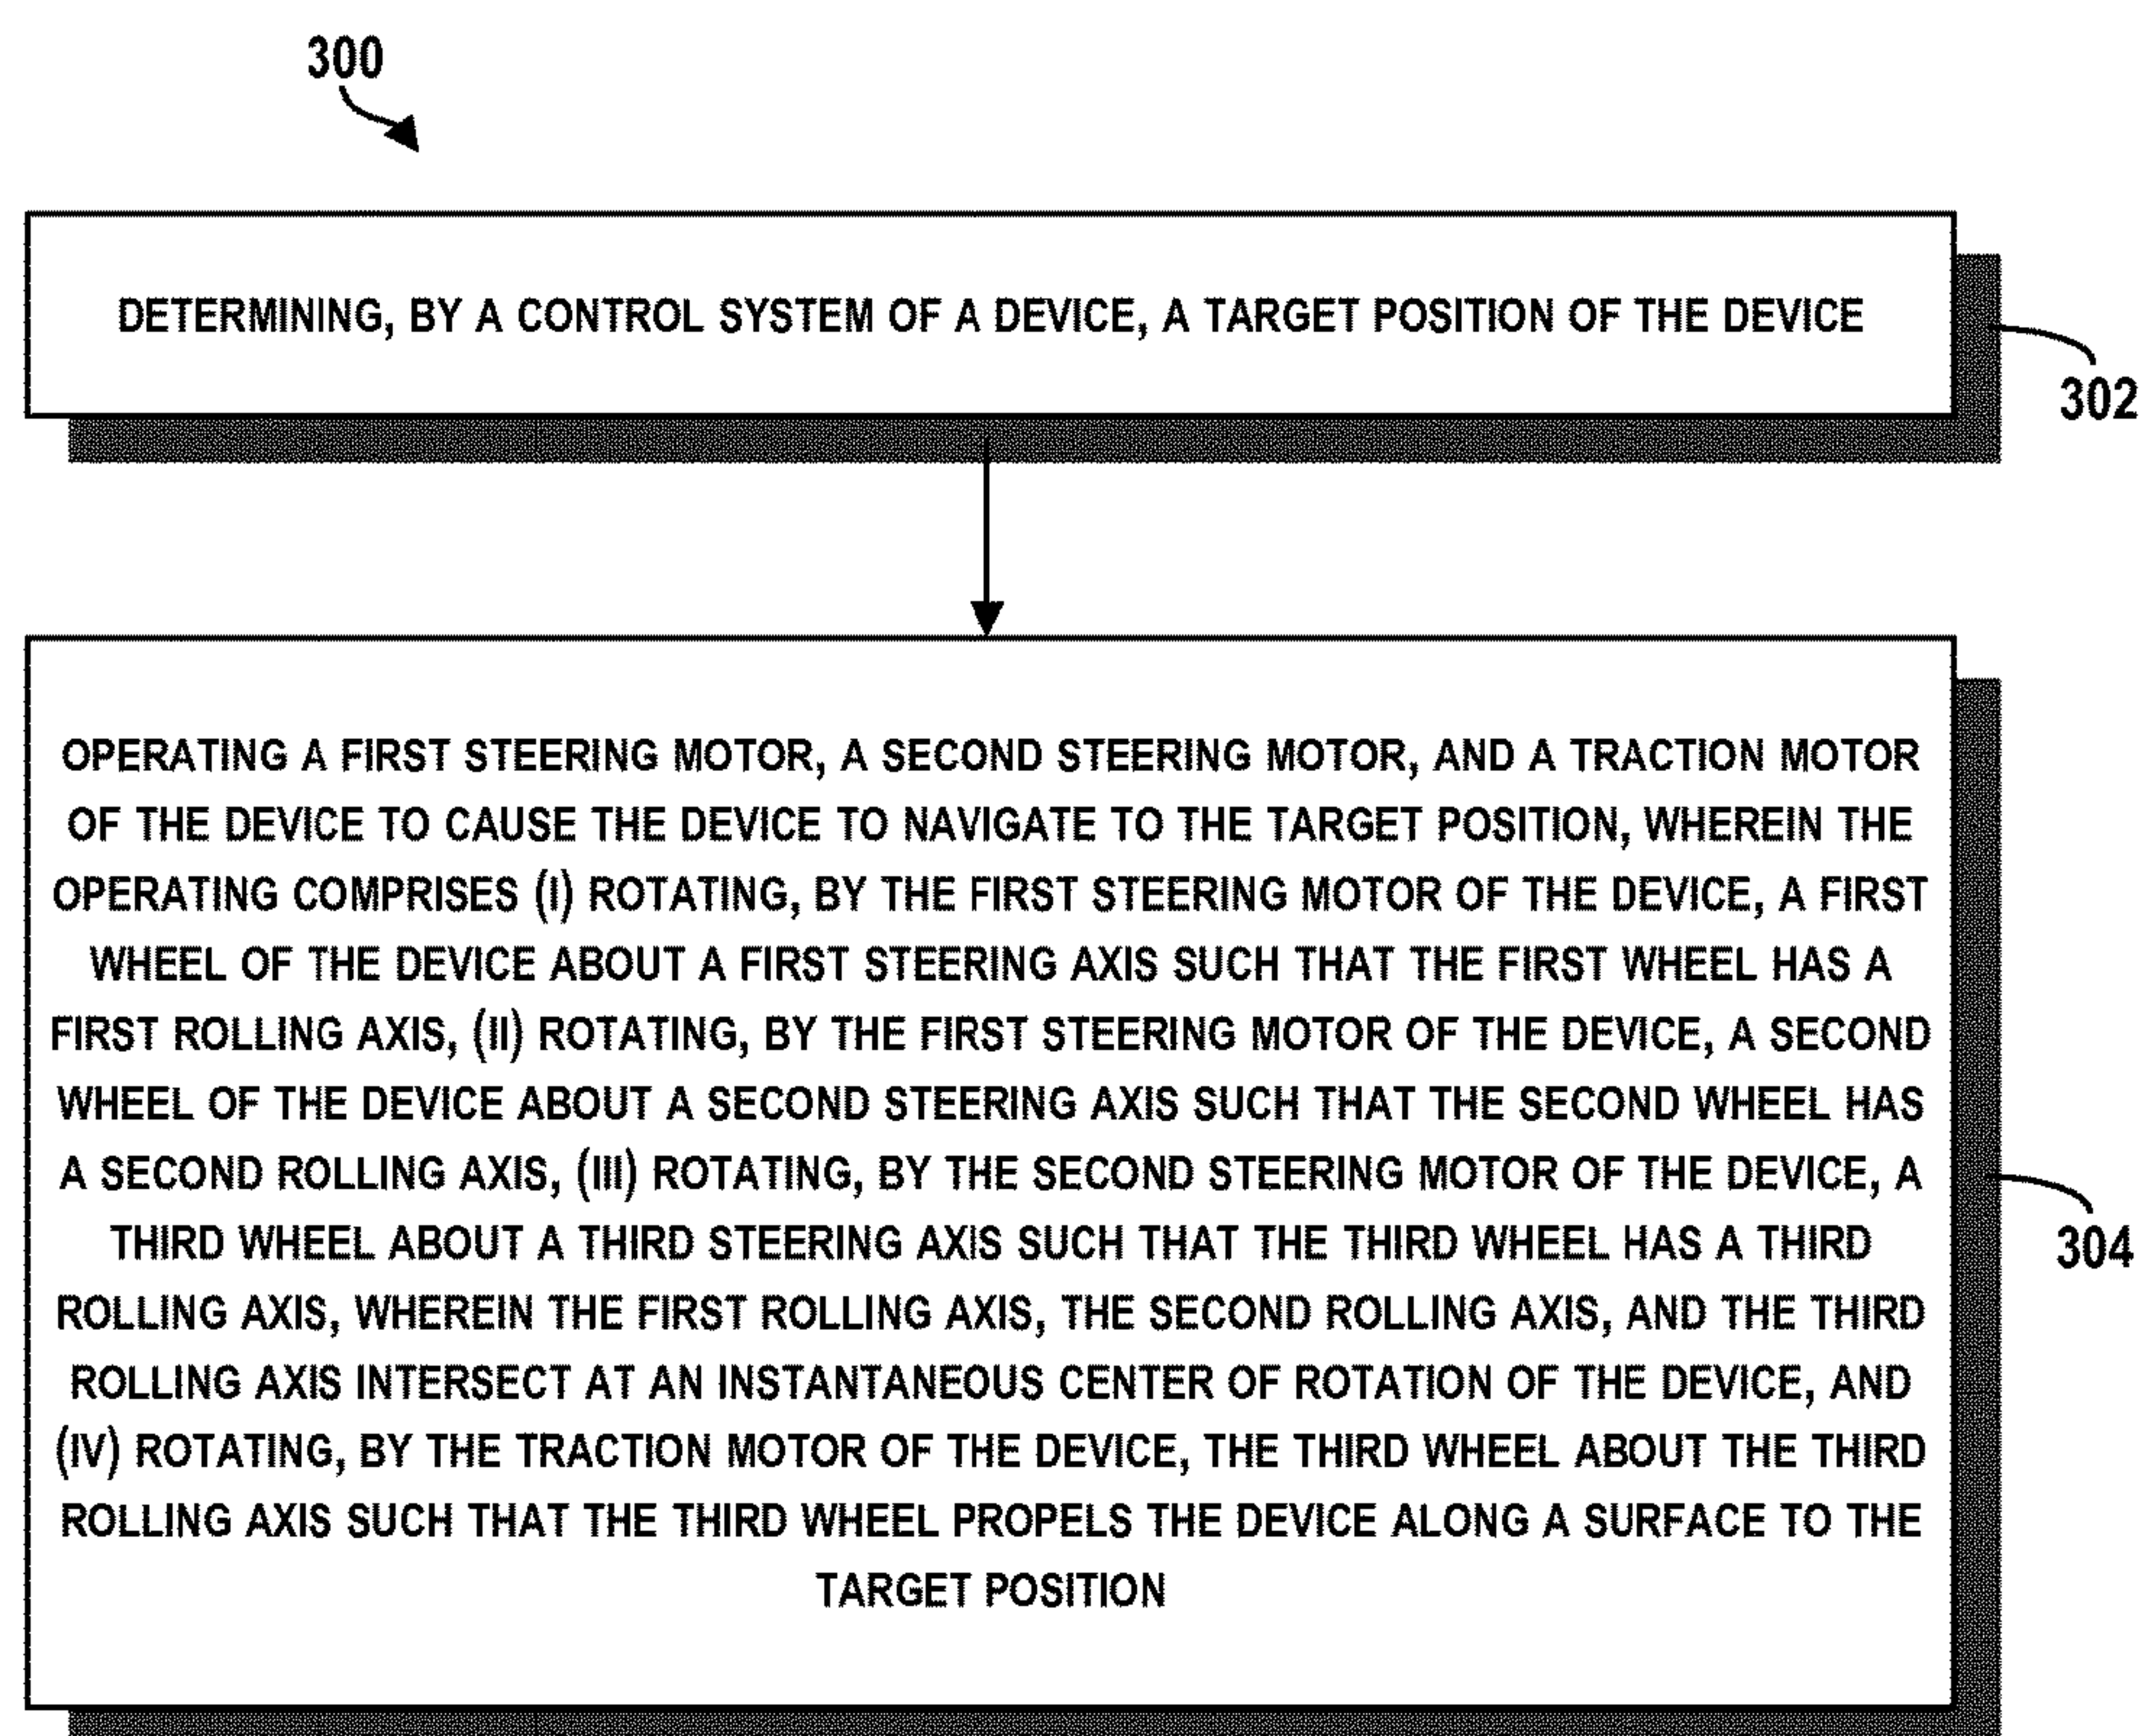 300
DETERMINING, BY A CONTROL SYSTEM OF A DEVICE, A TARGET POSITION OF THE DEVICE
302
OPERATING A FIRST STEERING MOTOR, A SECOND STEERING MOTOR, AND A TRACTION MOTOR
OF THE DEVICE TO CAUSE THE DEVICE TO NAVIGATE TO THE TARGET POSITION, WHEREIN THE
OPERATING COMPRISES (I) ROTATING, BY THE FIRST STEERING MOTOR OF THE DEVICE, A FIRST
WHEEL OF THE DEVICE ABOUT A FIRST STEERING AXIS SUCH THAT THE FIRST WHEEL HAS A
FIRST ROLLING AXIS, (II) ROTATING, BY THE FIRST STEERING MOTOR OF THE DEVICE, A SECOND
WHEEL OF THE DEVICE ABOUT A SECOND STEERING AXIS SUCH THAT THE SECOND WHEEL HAS
A SECOND ROLLING AXIS, (III) ROTATING, BY THE SECOND STEERING MOTOR OF THE DEVICE, A
THIRD WHEEL ABOUT A THIRD STEERING AXIS SUCH THAT THE THIRD WHEEL HAS A THIRD
ROLLING AXIS, WHEREIN THE FIRST ROLLING AXIS, THE SECOND ROLLING AXIS, AND THE THIRD
ROLLING AXIS INTERSECT AT AN INSTANTANEOUS CENTER OF ROTATION OF THE DEVICE, AND
(IV) ROTATING, BY THE TRACTION MOTOR OF THE DEVICE, THE THIRD WHEEL ABOUT THE THIRD
ROLLING AXIS SUCH THAT THE THIRD WHEEL PROPELS THE DEVICE ALONG A SURFACE TO THE
TARGET POSITION
304